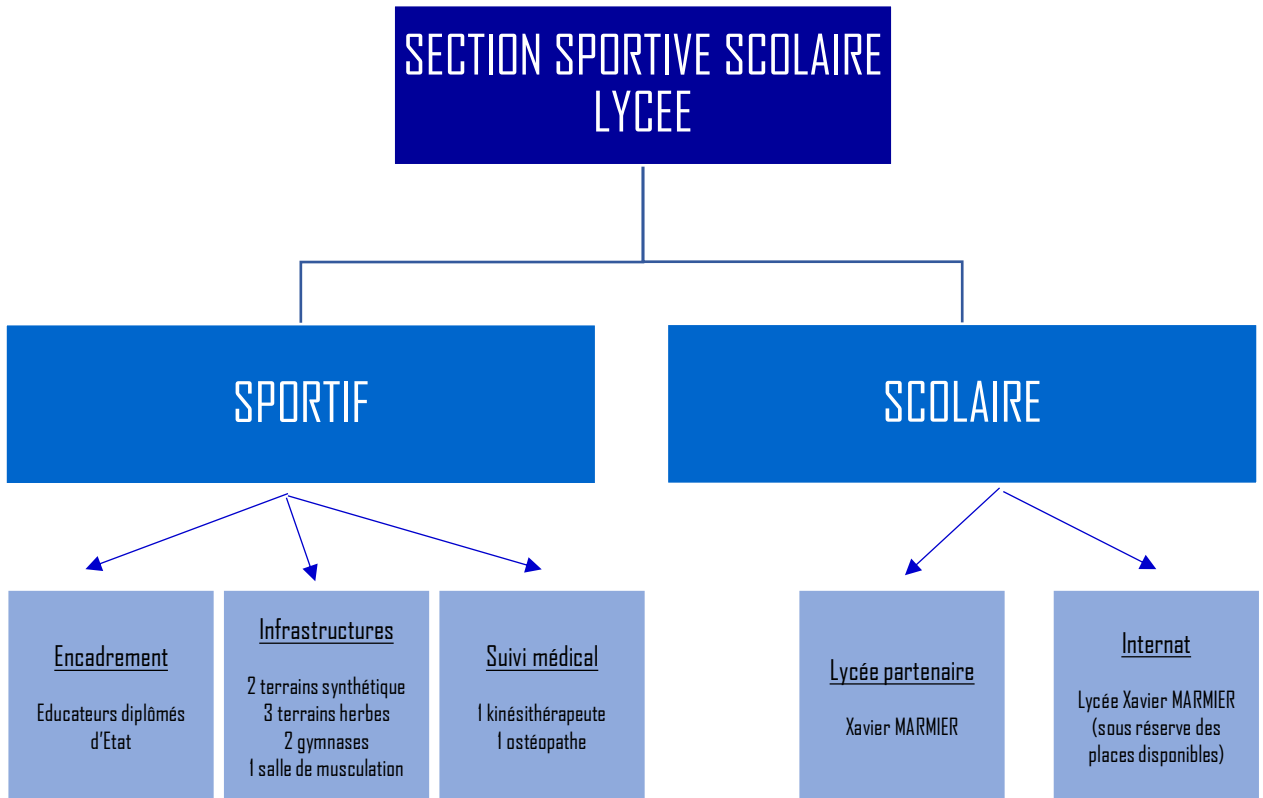 SECTION SPORTIVE SCOLAIRE
LYCEE
SPORTIF
SCOLAIRE
Encadrement
Educateurs diplômés
d'Etat
Infrastructures
2 terrains synthétique
3 terrains herbes
2 gymnases
1 salle de musculation
Suivi médical
1 kinésithérapeute
1 ostéopathe
Lycée partenaire
Xavier MARMIER
Internat
Lycée Xavier MARMIER
(sous réserve des
places disponibles)